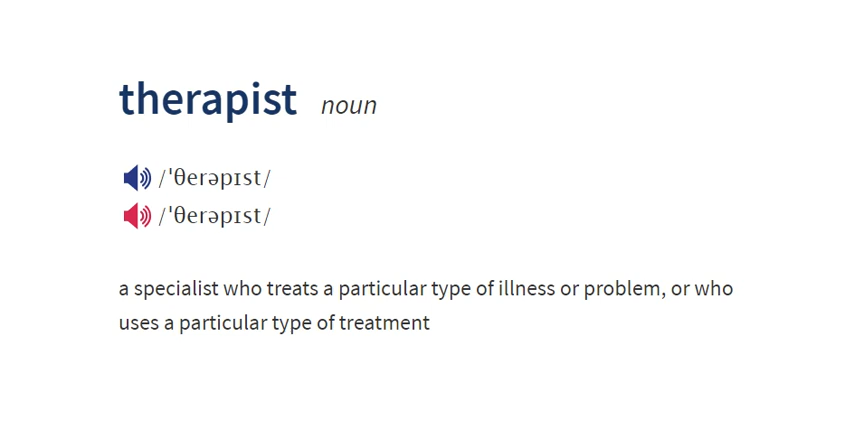 therapist noun
/ˈθerəpɪst/
/ˈθerəpɪst/
a specialist who treats a particular type of illness or problem, or who
uses a particular type of treatment